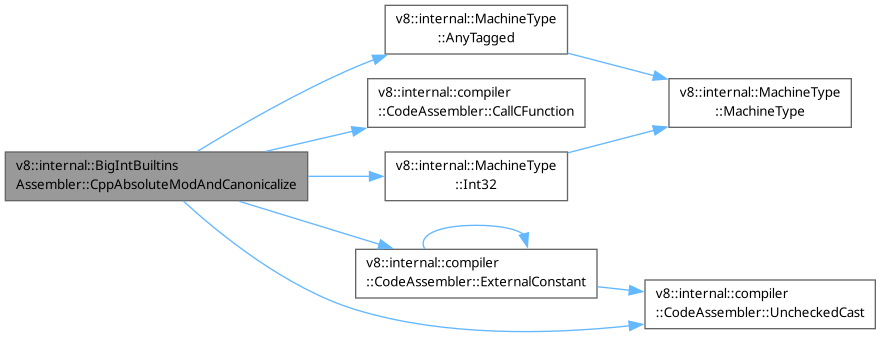 v8::internal::MachineType
::AnyTagged
v8::internal::compiler
::CodeAssembler::CallCFunction
v8::internal::MachineType
::MachineType
v8::internal::BigIntBuiltins
Assembler::CppAbsoluteModAndCanonicalize
v8::internal::MachineType
::Int32
v8::internal::compiler
::CodeAssembler::ExternalConstant
v8::internal::compiler
::CodeAssembler::UncheckedCast